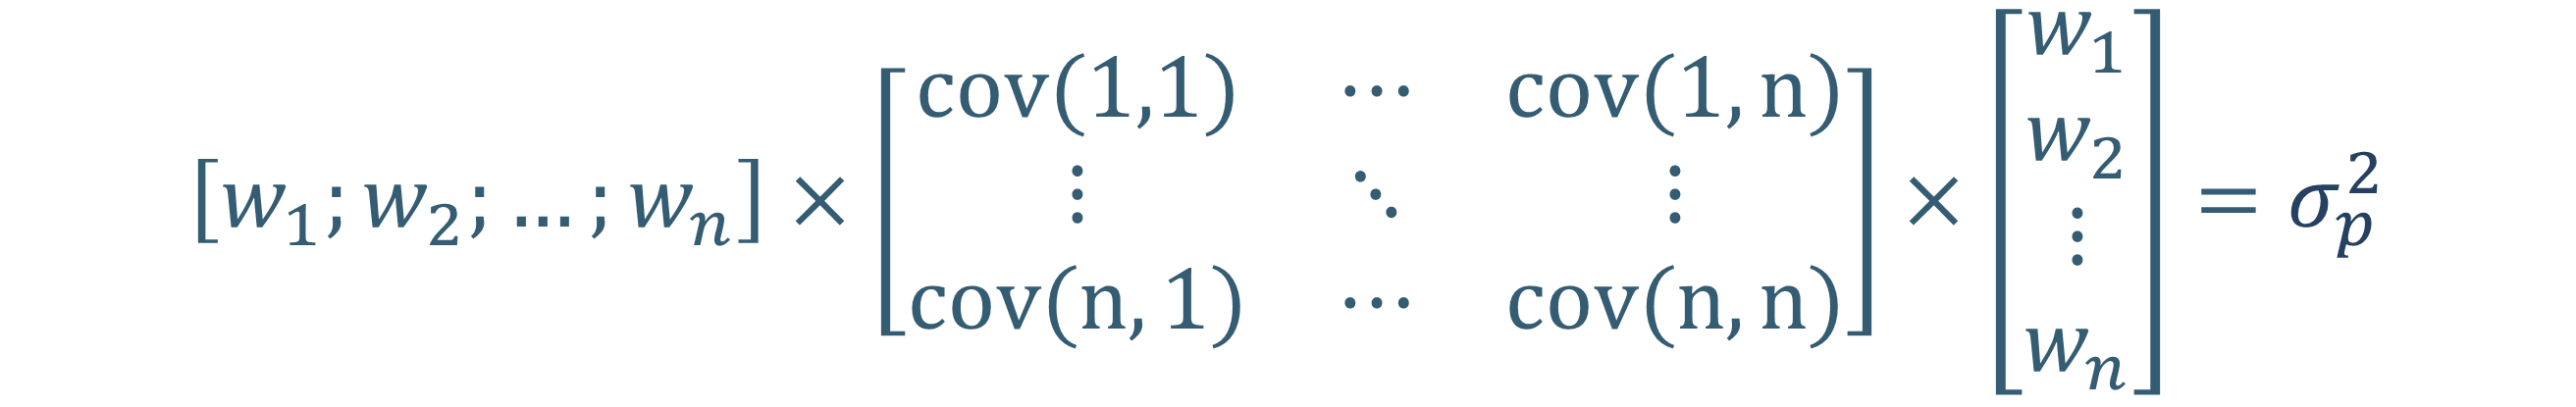 [w₁; w₂; … ; wₙ] × [cov(1,1) ⋯ cov(1, n) ⋮ ⋱ ⋮ cov(n, 1) ⋯ cov(n, n)] × [w₁ w₂ ⋮ wₙ] = σₚ²